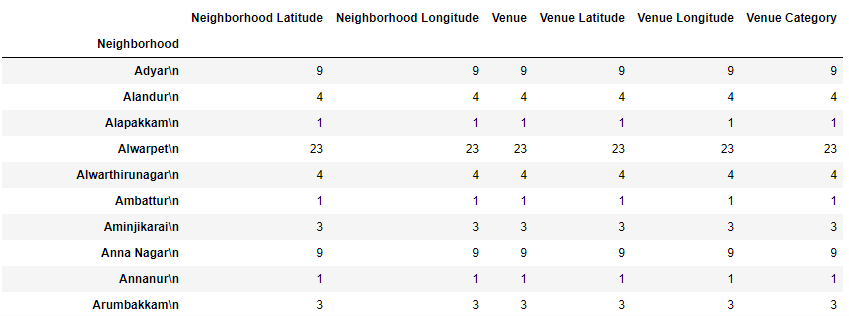 Neighborhood Latitude Neighborhood Longitude Venue Venue Latitude Venue Longitude Venue Category
Neighborhood
Adyar\n 9 9 9 9 9 9
Alandur\n 4 4 4 4 4 4
Alapakkam\n 1 1 1 1 1 1
Alwarpet\n 23 23 23 23 23 23
Alwarthirunagar\n 4 4 4 4 4 4
Ambattur\n 1 1 1 1 1 1
Aminjikarai\n 3 3 3 3 3 3
Anna Nagar\n 9 9 9 9 9 9
Annanur\n 1 1 1 1 1 1
Arumbakkam\n 3 3 3 3 3 3